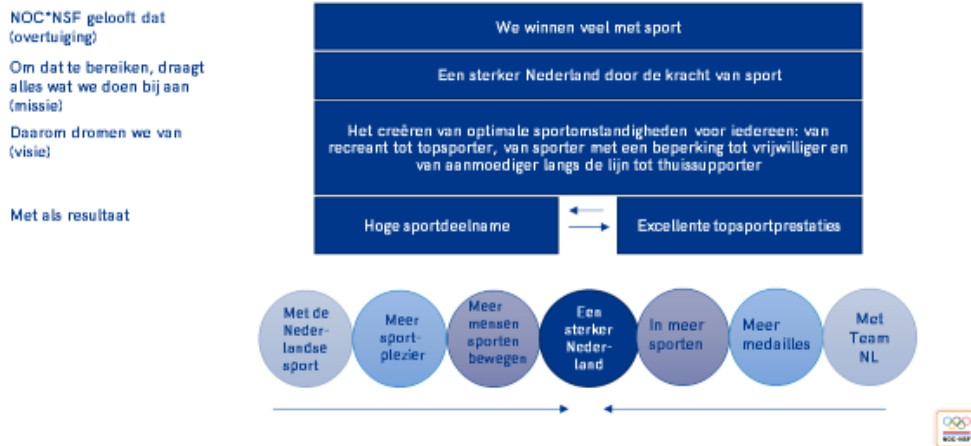 NOC*NSF gelooft dat
(overtuiging)
We winnen veel met sport
Om dat te bereiken, draagt
alles wat we doen bij aan
(missie)
Een sterker Nederland door de kracht van sport
Daarom dromen we van
(visie)
Het creëren van optimale sportomstandigheden voor iedereen: van
recreant tot topsporter, van sporter met een beperking tot vrijwilliger en
van aanmoediger langs de lijn tot thuissupporter
Met als resultaat
Hoge sportdeelname
Excellente topsportprestaties
Met de
Neder-
landse
sport
Meer
sport-
plezier
Meer
mensen
sporten
bewegen
Een
sterker
Neder-
land
In meer
sporten
Meer
medailles
Met
Team
NL
NOC*NSF